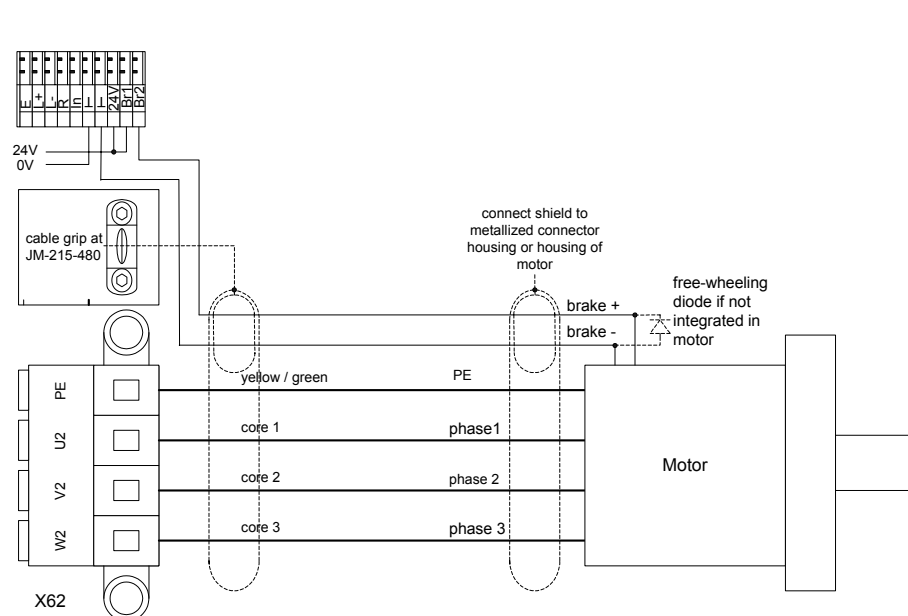 E
L+
L-
R
In
24V
Br1
Br2
24V
0V
cable grip at
JM-215-480
connect shield to
metallized connector
housing or housing of
motor
free-wheeling
diode if not
integrated in
motor
brake +
brake -
PE
yellow / green
PE
U2
core 1
phase1
V2
core 2
phase 2
W2
core 3
phase 3
Motor
X62